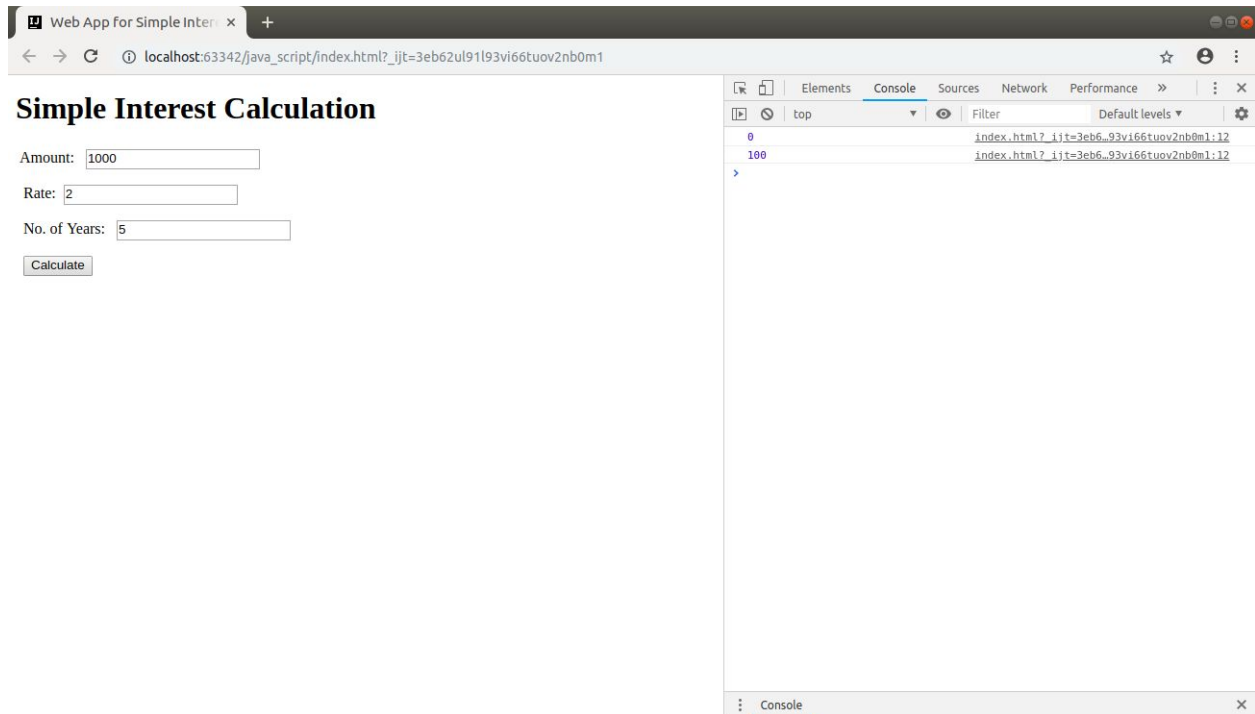 Web App for Simple Inter
localhost:63342/java_script/index.html?_ijt=3eb62ul91l93vi66tuov2nb0m1
Simple Interest Calculation
Amount: 1000
Rate: 2
No. of Years: 5
Calculate
Elements Console Sources Network Performance »
top Filter Default levels ▼
0 index.html?_ijt=3eb6…93vi66tuov2nb0m1:12
100 index.html?_ijt=3eb6…93vi66tuov2nb0m1:12
Console